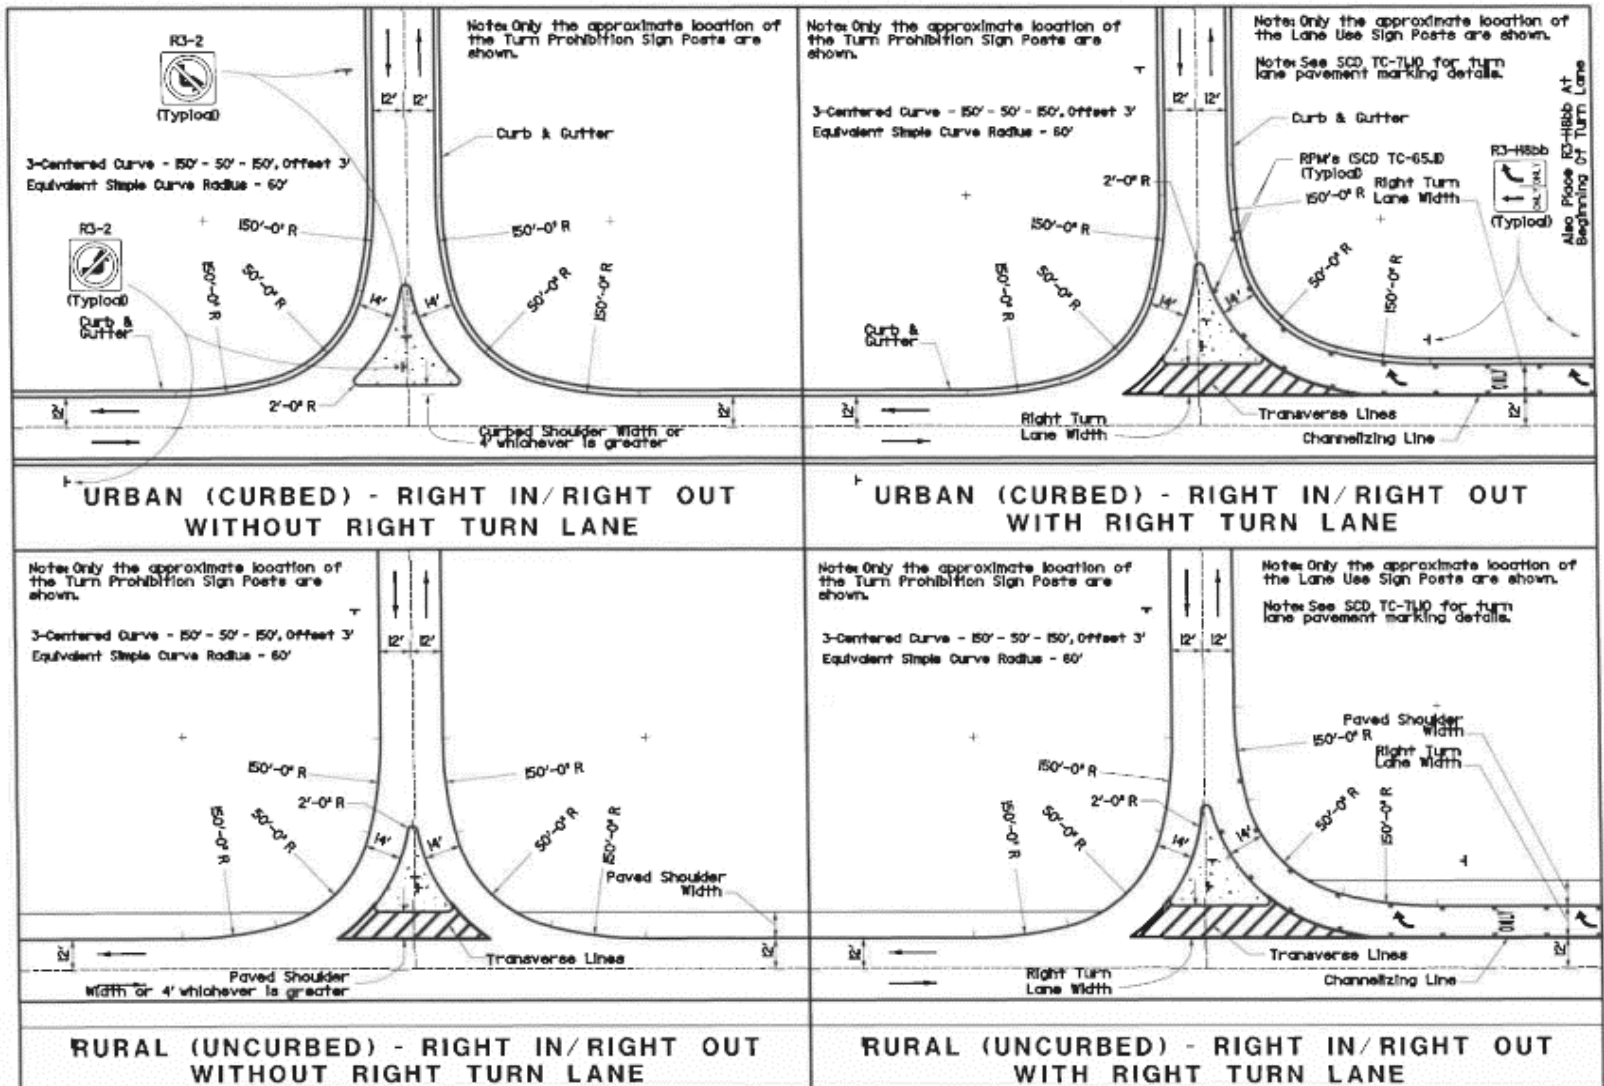 Note: Only the approximate location of
the Turn Prohibition Sign Posts are
shown.
R3-2
(Typical)
12'
12'
Curb & Gutter
3-Centered Curve - 150' - 50' - 150', Offset 3'
Equivalent Simple Curve Radius - 60'
R3-2
(Typical)
150'-0" R
150'-0" R
150'-0" R
50'-0" R
50'-0" R
150'-0" R
14'
14'
Curb &
Gutter
2'-0" R
12'
12'
Curbed Shoulder Width or
4' whichever is greater
URBAN (CURBED) - RIGHT IN/RIGHT OUT
WITHOUT RIGHT TURN LANE
Note: Only the approximate location of
the Turn Prohibition Sign Posts are
shown.
Note: Only the approximate location of
the Lane Use Sign Posts are shown.
Note: See SCD TC-71.10 for turn
lane pavement marking details.
12'
12'
3-Centered Curve - 150' - 50' - 150', Offset 3'
Equivalent Simple Curve Radius - 60'
Curb & Gutter
RPM's (SCD TC-65.11)
(Typical)
2'-0" R
Right Turn
Lane Width
R3-H8bb
ONLY
ONLY
(Typical)
Also Place R3-H8bb At
Beginning Of Turn Lane
150'-0" R
150'-0" R
150'-0" R
50'-0" R
50'-0" R
150'-0" R
14'
14'
Curb &
Gutter
ONLY
12'
12'
Right Turn
Lane Width
Transverse Lines
Channelizing Line
URBAN (CURBED) - RIGHT IN/RIGHT OUT
WITH RIGHT TURN LANE
Note: Only the approximate location of
the Turn Prohibition Sign Posts are
shown.
3-Centered Curve - 150' - 50' - 150', Offset 3'
Equivalent Simple Curve Radius - 60'
12'
12'
150'-0" R
150'-0" R
2'-0" R
150'-0" R
50'-0" R
50'-0" R
150'-0" R
14'
14'
Paved Shoulder
Width
12'
12'
Transverse Lines
Paved Shoulder
Width or 4' whichever is greater
RURAL (UNCURBED) - RIGHT IN/RIGHT OUT
WITHOUT RIGHT TURN LANE
Note: Only the approximate location of
the Turn Prohibition Sign Posts are
shown.
Note: Only the approximate location of
the Lane Use Sign Posts are shown.
Note: See SCD TC-71.10 for turn
lane pavement marking details.
3-Centered Curve - 150' - 50' - 150', Offset 3'
Equivalent Simple Curve Radius - 60'
12'
12'
Paved Shoulder
Width
150'-0" R
Right Turn
Lane Width
150'-0" R
2'-0" R
150'-0" R
50'-0" R
50'-0" R
150'-0" R
14'
14'
ONLY
12'
12'
Transverse Lines
Right Turn
Lane Width
Channelizing Line
RURAL (UNCURBED) - RIGHT IN/RIGHT OUT
WITH RIGHT TURN LANE